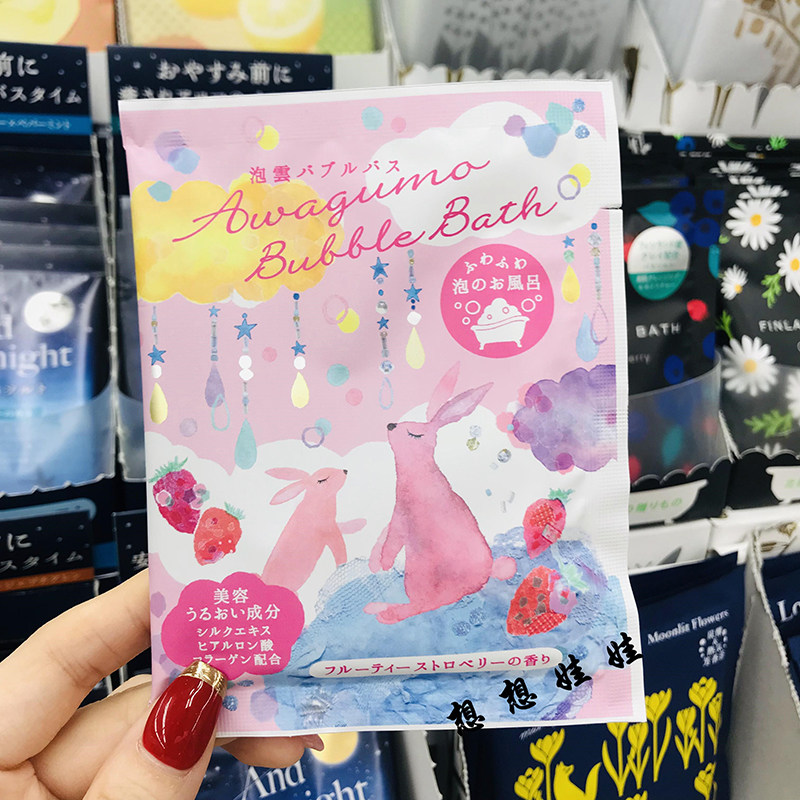 前に
バスタイム
おやすみ前に
泡雲バブルバス
Awagumo
Bubble Bath
ふわふわ
泡のお風呂
night
BATH
FINLA
前に
スタイム
美容
うるおい成分
シルクエキス
ヒアルロン酸
コラーゲン配合
フルーティーストロベリーの香り
想想娃娃
Moonlit Flowers
And